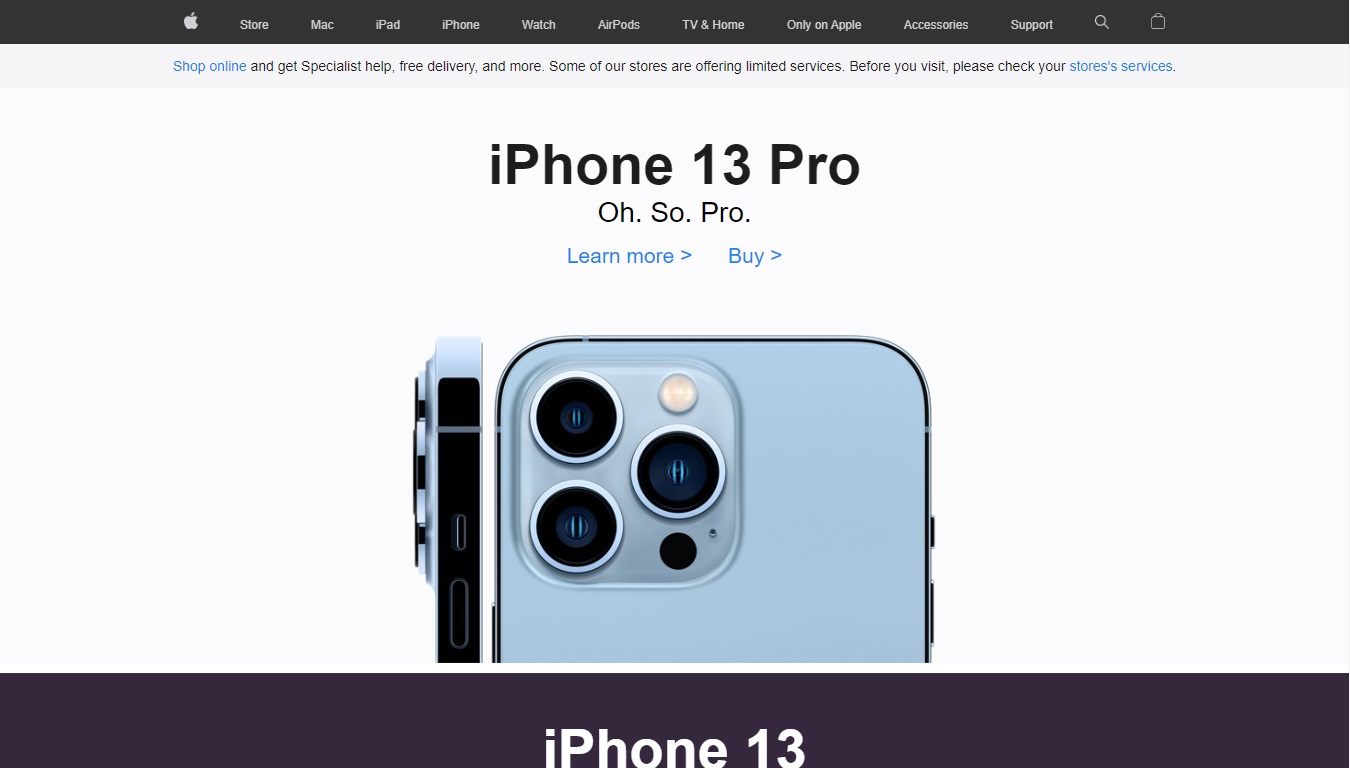 Store Mac iPad iPhone Watch AirPods TV & Home Only on Apple Accessories Support
Shop online and get Specialist help, free delivery, and more. Some of our stores are offering limited services. Before you visit, please check your stores's services.
iPhone 13 Pro
Oh. So. Pro.
Learn more > Buy >
iPhone 13